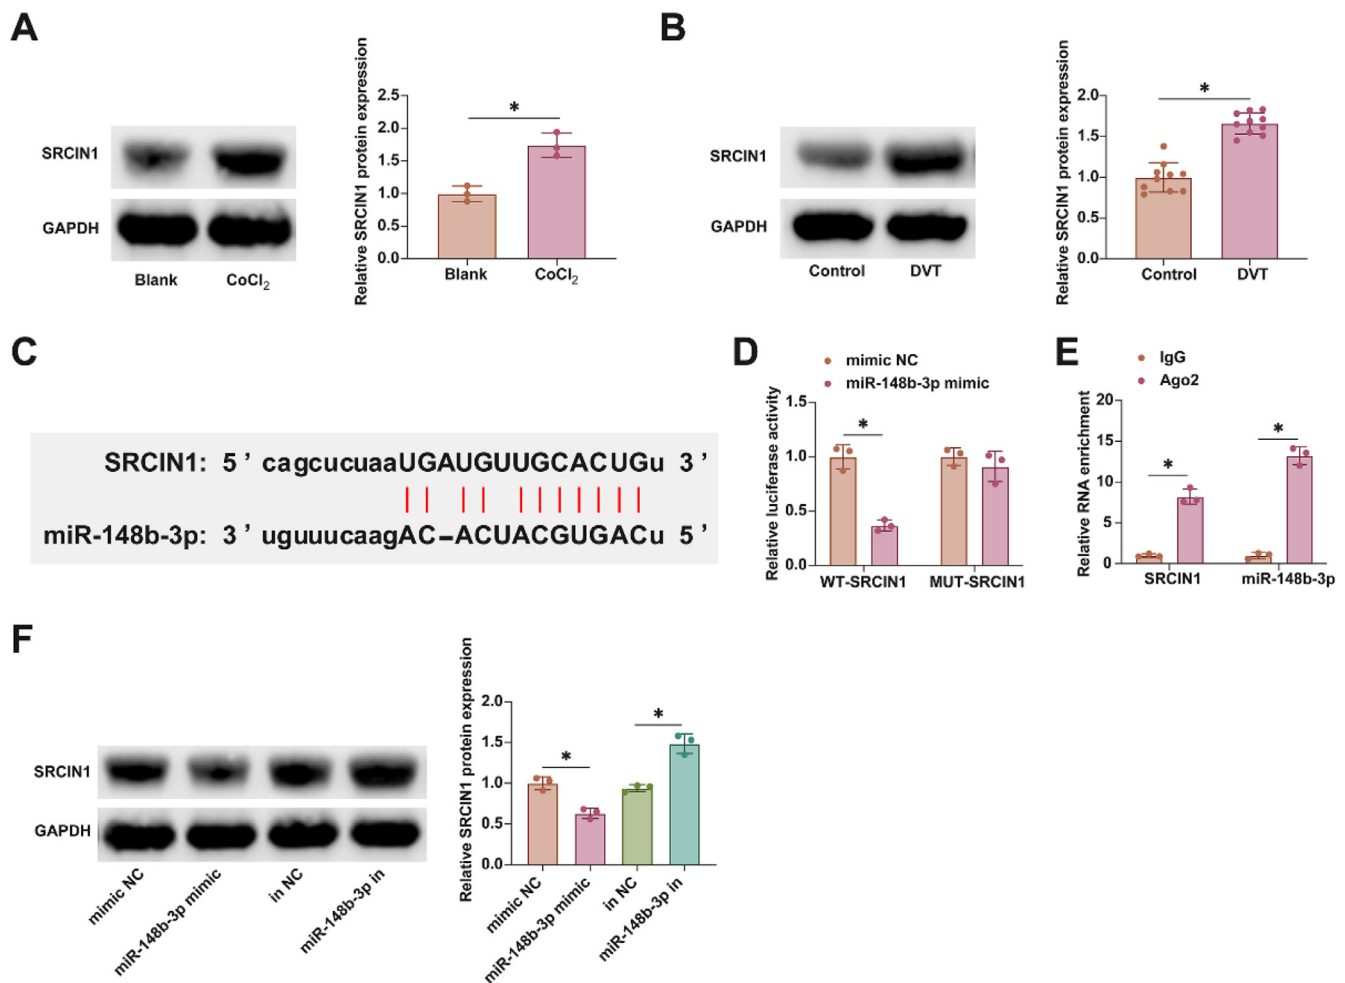 A
SRCIN1
GAPDH
Blank CoCl₂
Relative SRCIN1 protein expression
2.5
2.0
1.5
1.0
0.5
0.0
*
Blank CoCl₂
B
SRCIN1
GAPDH
Control DVT
Relative SRCIN1 protein expression
2.0
1.5
1.0
0.5
0.0
*
Control DVT
C
SRCIN1: 5 ’ cagcucuaaUGAUGUUGCACUGu 3 ’
miR-148b-3p: 3 ’ uguuucaagAC–ACUACGUGACu 5 ’
D
mimic NC
miR-148b-3p mimic
Relative luciferase activity
1.5
1.0
0.5
0.0
*
WT-SRCIN1 MUT-SRCIN1
E
IgG
Ago2
Relative RNA enrichment
20
15
10
5
0
* *
SRCIN1 miR-148b-3p
F
SRCIN1
GAPDH
mimic NC
miR-148b-3p mimic
in NC
miR-148b-3p in
Relative SRCIN1 protein expression
2.0
1.5
1.0
0.5
0.0
* *
mimic NC
miR-148b-3p mimic
in NC
miR-148b-3p in